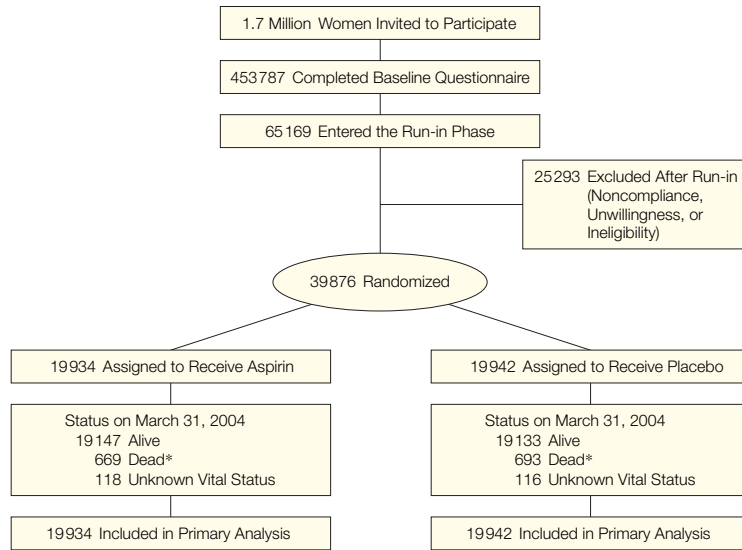 1.7 Million Women Invited to Participate
453787 Completed Baseline Questionnaire
65169 Entered the Run-in Phase
25293 Excluded After Run-in
(Noncompliance,
Unwillingness, or
Ineligibility)
39876 Randomized
19934 Assigned to Receive Aspirin
19942 Assigned to Receive Placebo
Status on March 31, 2004
19147 Alive
669 Dead*
118 Unknown Vital Status
Status on March 31, 2004
19133 Alive
693 Dead*
116 Unknown Vital Status
19934 Included in Primary Analysis
19942 Included in Primary Analysis